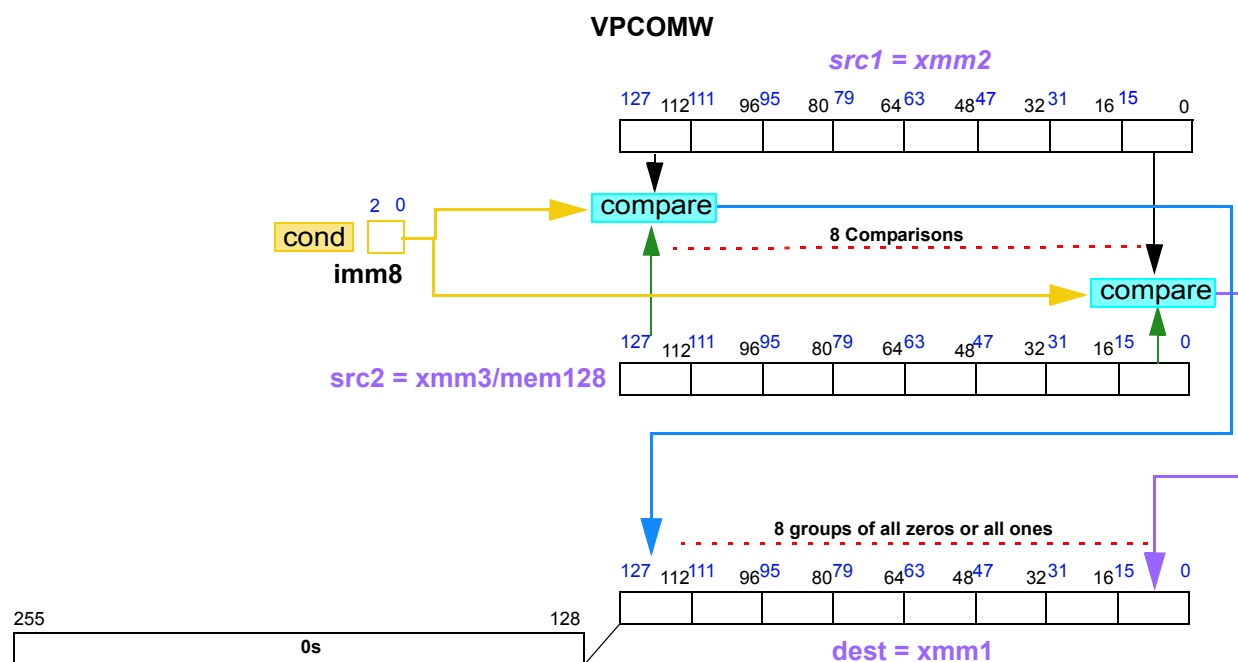 VPCOMW
src1 = xmm2
127 112 111 96 95 80 79 64 63 48 47 32 31 16 15 0
2 0
cond
compare
8 Comparisons
imm8
compare
127 112 111 96 95 80 79 64 63 48 47 32 31 16 15 0
src2 = xmm3/mem128
8 groups of all zeros or all ones
127 112 111 96 95 80 79 64 63 48 47 32 31 16 15 0
255 128
0s
dest = xmm1